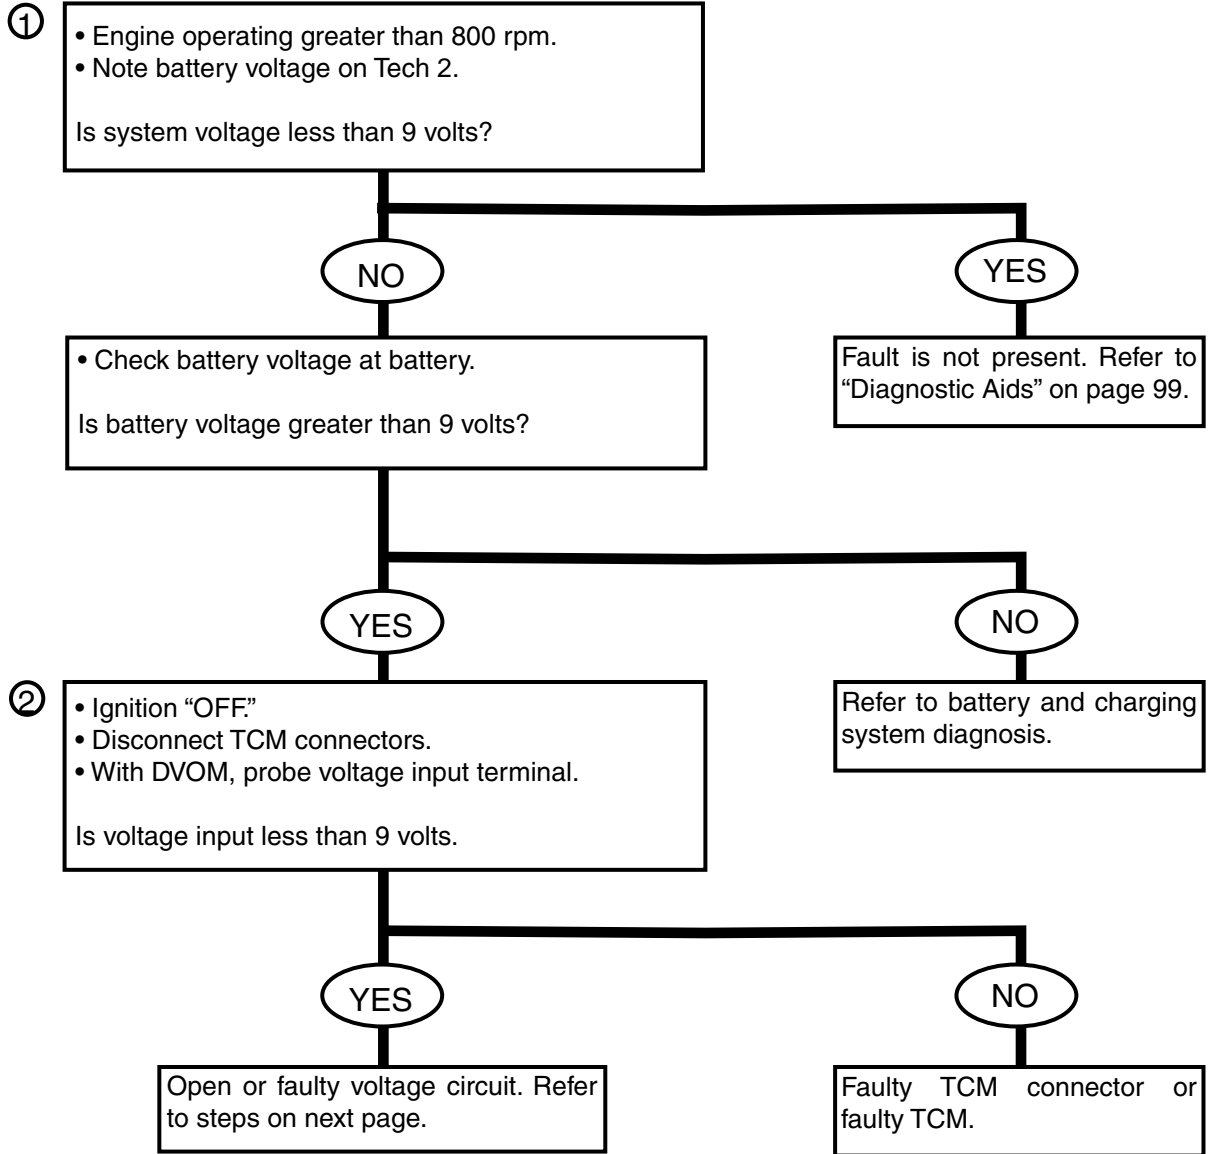 1
• Engine operating greater than 800 rpm.
• Note battery voltage on Tech 2.
Is system voltage less than 9 volts?
NO
YES
• Check battery voltage at battery.
Is battery voltage greater than 9 volts?
Fault is not present. Refer to
“Diagnostic Aids” on page 99.
YES
NO
2
• Ignition “OFF.”
• Disconnect TCM connectors.
• With DVOM, probe voltage input terminal.
Is voltage input less than 9 volts.
Refer to battery and charging
system diagnosis.
YES
NO
Open or faulty voltage circuit. Refer
to steps on next page.
Faulty TCM connector or
faulty TCM.